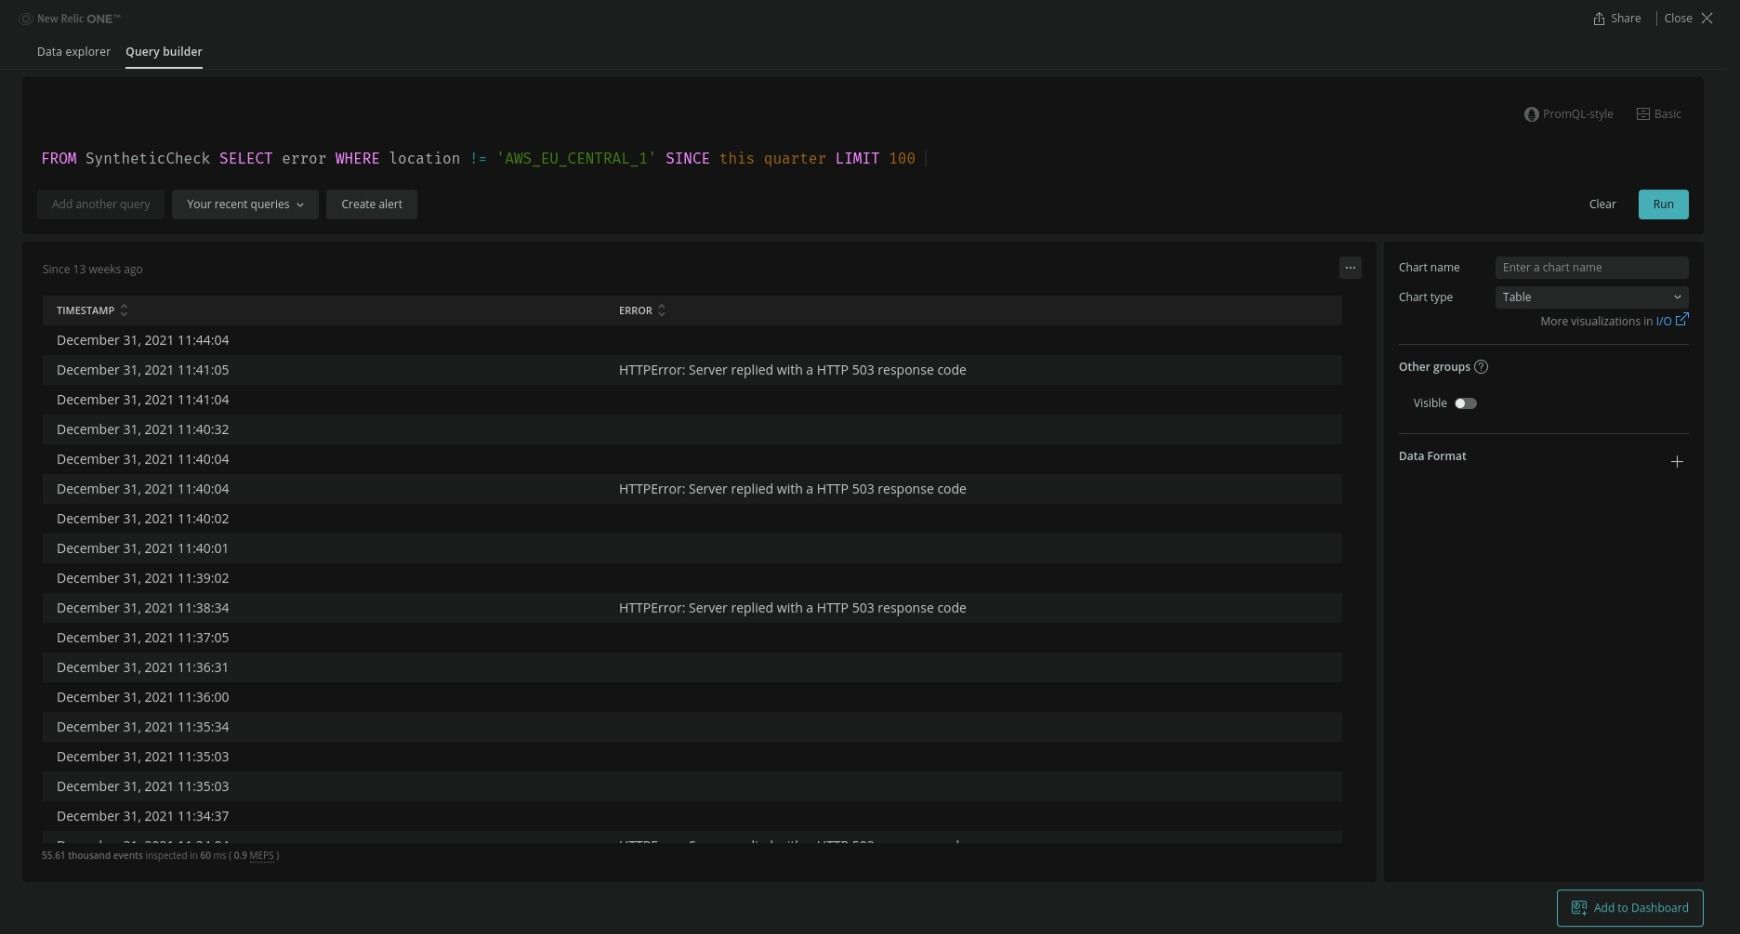 New Relic ONE™
Share | Close
Data explorer Query builder
PromQL-style Basic
FROM SyntheticCheck SELECT error WHERE location != 'AWS_EU_CENTRAL_1' SINCE this quarter LIMIT 100
Add another query Your recent queries Create alert Clear Run
Since 13 weeks ago
...
Chart name Enter a chart name
Chart type Table
More visualizations in I/O
Other groups ?
Visible
Data Format +
TIMESTAMP ERROR
December 31, 2021 11:44:04
December 31, 2021 11:41:05 HTTPError: Server replied with a HTTP 503 response code
December 31, 2021 11:41:04
December 31, 2021 11:40:32
December 31, 2021 11:40:04
December 31, 2021 11:40:04 HTTPError: Server replied with a HTTP 503 response code
December 31, 2021 11:40:02
December 31, 2021 11:40:01
December 31, 2021 11:39:02
December 31, 2021 11:38:34 HTTPError: Server replied with a HTTP 503 response code
December 31, 2021 11:37:05
December 31, 2021 11:36:31
December 31, 2021 11:36:00
December 31, 2021 11:35:34
December 31, 2021 11:35:03
December 31, 2021 11:35:03
December 31, 2021 11:34:37
55.61 thousand events inspected in 60 ms ( 0.9 MEPS )
Add to Dashboard